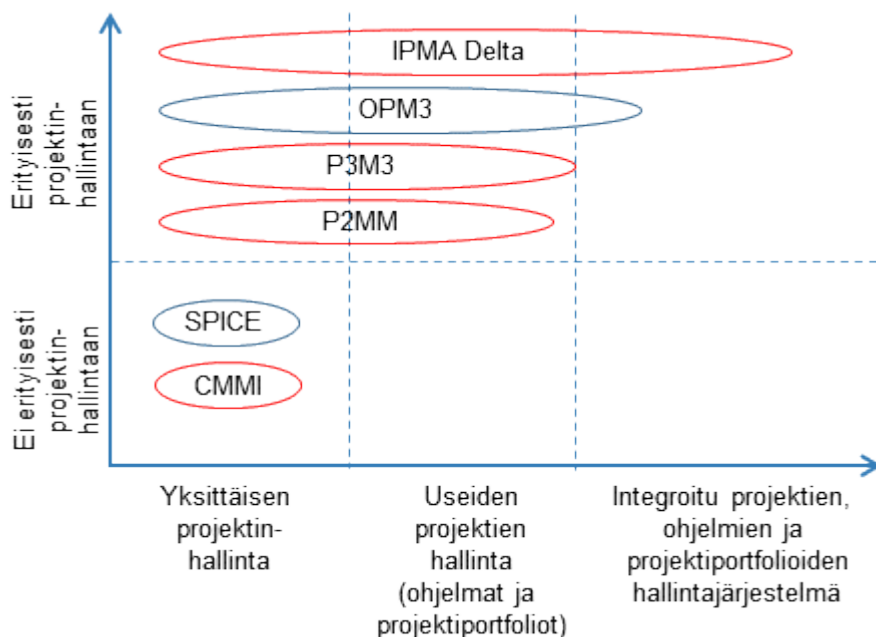 Erityisesti
projektin-
hallintaan
IPMA Delta
OPM3
P3M3
P2MM
Ei erityisesti
projektin-
hallintaan
SPICE
CMMI
Yksittäisen
projektin-
hallinta
Useiden
projektien
hallinta
(ohjelmat ja
projektiportfoliot)
Integroitu projektien,
ohjelmien ja
projektiportfolioiden
hallintajärjestelmä